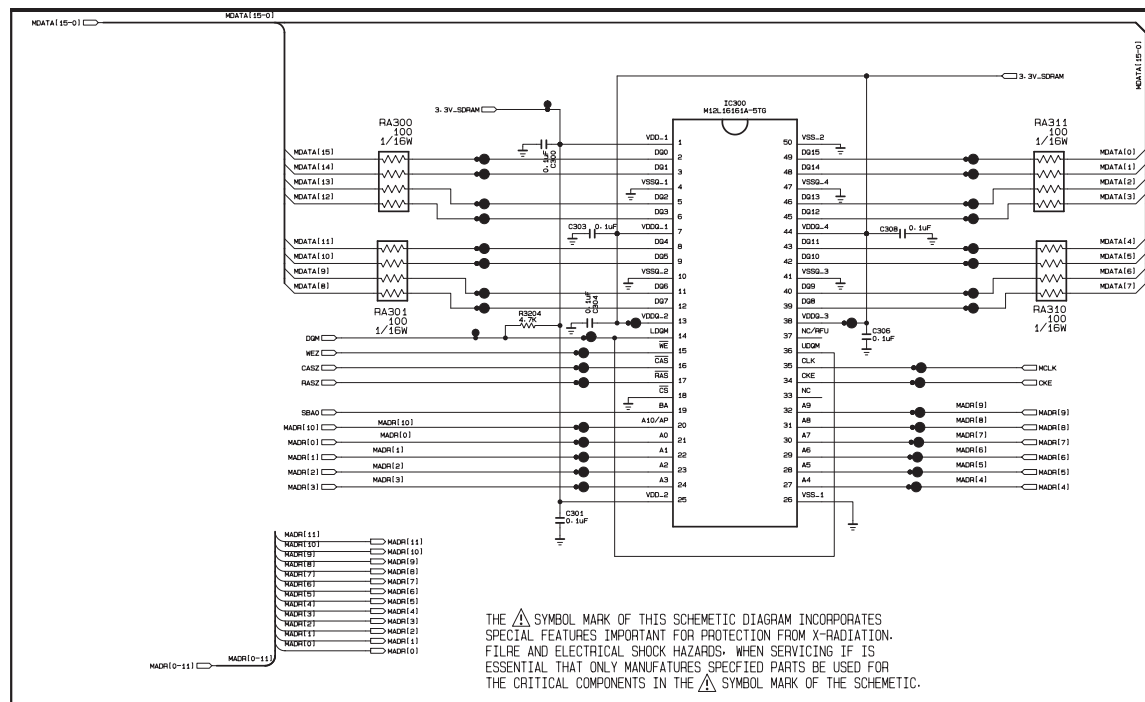 MDATA[15-0]
MDATA[15-0]
MDATA[15-0]
3.3V_SDRAM
3.3V_SDRAM
IC300
M12L16161A-5TG
RA300
100
1/16W
RA311
100
1/16W
MDATA[15]
MDATA[14]
MDATA[13]
MDATA[12]
MDATA[11]
MDATA[10]
MDATA[9]
MDATA[8]
RA301
100
1/16W
C300
0.1uF
C303
0.1uF
C304
0.1uF
R3204
4.7K
C301
0.1uF
VDD_1
1
DQ0
2
DQ1
3
VSSQ_1
4
DQ2
5
DQ3
6
VDDQ_1
7
DQ4
8
DQ5
9
VSSQ_2
10
DQ6
11
DQ7
12
VDDQ_2
13
LDQM
14
WE
15
CAS
16
RAS
17
CS
18
BA
19
A10/AP
20
A0
21
A1
22
A2
23
A3
24
VDD_2
25
VSS_2
50
DQ15
49
DQ14
48
VSSQ_4
47
DQ13
46
DQ12
45
VDDQ_4
44
DQ11
43
DQ10
42
VSSQ_3
41
DQ9
40
DQ8
39
VDDQ_3
38
NC/RFU
37
UDQM
36
CLK
35
CKE
34
NC
33
A9
32
A8
31
A7
30
A6
29
A5
28
A4
27
VSS_1
26
C308
0.1uF
C306
0.1uF
MDATA[0]
MDATA[1]
MDATA[2]
MDATA[3]
MDATA[4]
MDATA[5]
MDATA[6]
MDATA[7]
RA310
100
1/16W
DQM
WEZ
CASZ
RASZ
SBA0
MADR[10]
MADR[10]
MADR[0]
MADR[0]
MADR[1]
MADR[1]
MADR[2]
MADR[2]
MADR[3]
MADR[3]
MCLK
CKE
MADR[9]
MADR[9]
MADR[8]
MADR[8]
MADR[7]
MADR[7]
MADR[6]
MADR[6]
MADR[5]
MADR[5]
MADR[4]
MADR[4]
MADR[11]
MADR[11]
MADR[10]
MADR[10]
MADR[9]
MADR[9]
MADR[8]
MADR[8]
MADR[7]
MADR[7]
MADR[6]
MADR[6]
MADR[5]
MADR[5]
MADR[4]
MADR[4]
MADR[3]
MADR[3]
MADR[2]
MADR[2]
MADR[1]
MADR[1]
MADR[0]
MADR[0]
MADR[0-11]
MADR[0-11]
THE ⚠ SYMBOL MARK OF THIS SCHEMETIC DIAGRAM INCORPORATES
SPECIAL FEATURES IMPORTANT FOR PROTECTION FROM X-RADIATION.
FILRE AND ELECTRICAL SHOCK HAZARDS, WHEN SERVICING IF IS
ESSENTIAL THAT ONLY MANUFATURES SPECFIED PARTS BE USED FOR
THE CRITICAL COMPONENTS IN THE ⚠ SYMBOL MARK OF THE SCHEMETIC.